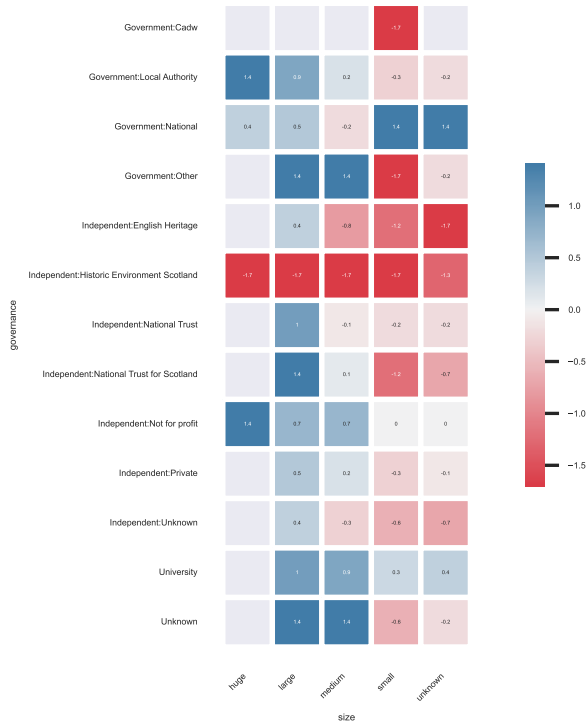 Government:Cadw
-1.7
Government:Local Authority
1.4 0.9 0.2 -0.3 -0.2
Government:National
0.4 0.5 -0.2 1.4 1.4
Government:Other
1.4 1.4 -1.7 -0.2
Independent:English Heritage
0.4 -0.8 -1.2 -1.7
Independent:Historic Environment Scotland
-1.7 -1.7 -1.7 -1.7 -1.3
Independent:National Trust
1 -0.1 -0.2 -0.2
Independent:National Trust for Scotland
1.4 0.1 -1.2 -0.7
Independent:Not for profit
1.4 0.7 0.7 0 0
Independent:Private
0.5 0.2 -0.3 -0.1
Independent:Unknown
0.4 -0.3 -0.6 -0.7
University
1 0.9 0.3 0.4
Unknown
1.4 1.4 -0.6 -0.2
huge large medium small unknown
size
governance
1.0
0.5
0.0
−0.5
−1.0
−1.5